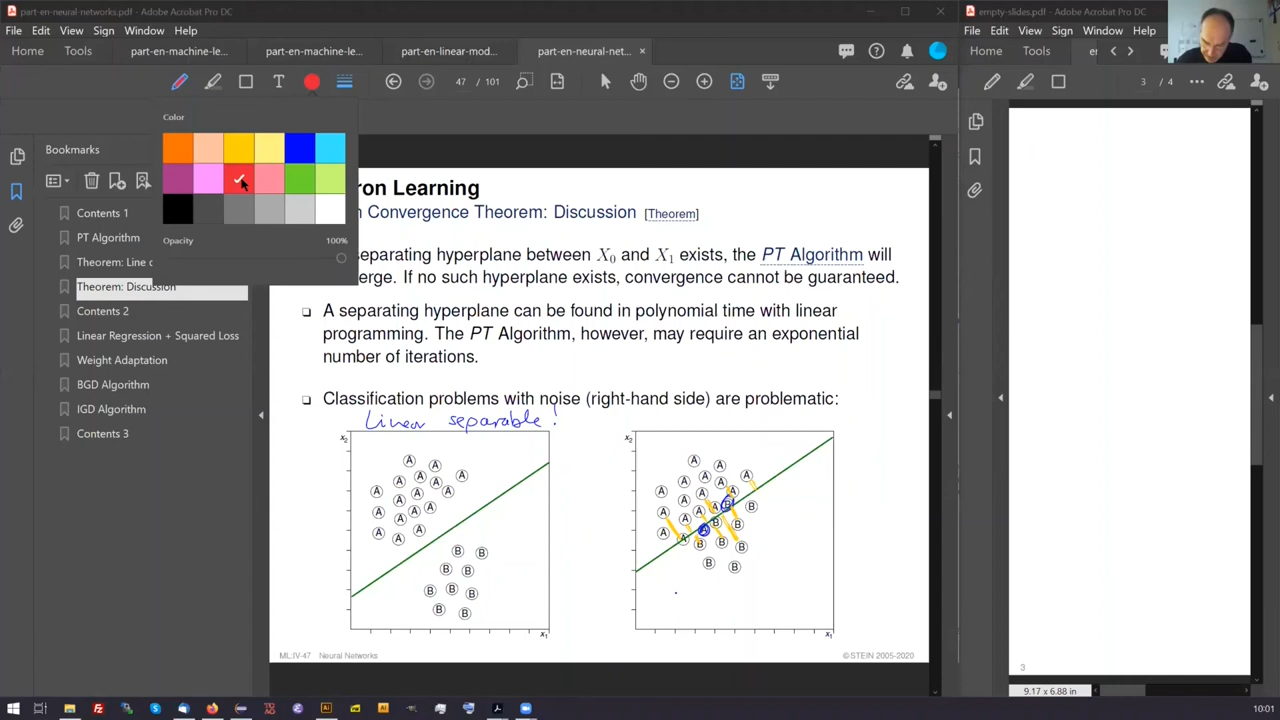 part-en-neural-networks.pdf - Adobe Acrobat Pro DC
File Edit View Sign Window Help
Home Tools part-en-machine-le... part-en-machine-le... part-en-linear-mod... part-en-neural-net... ×
47 / 101
Color
Opacity 100%
Bookmarks
Contents 1
PT Algorithm
Theorem: Line c
Theorem: Discussion
Contents 2
Linear Regression + Squared Loss
Weight Adaptation
BGD Algorithm
IGD Algorithm
Contents 3
ron Learning
Convergence Theorem: Discussion [Theorem]
separating hyperplane between X0 and X1 exists, the PT Algorithm will
erge. If no such hyperplane exists, convergence cannot be guaranteed.
❑ A separating hyperplane can be found in polynomial time with linear
programming. The PT Algorithm, however, may require an exponential
number of iterations.
❑ Classification problems with noise (right-hand side) are problematic:
Linear separable!
x2
x1
x2
x1
ML:IV-47 Neural Networks
© STEIN 2005-2020
empty-slides.pdf - Adobe Acrobat Pro DC
File Edit View Sign Window Help
Home Tools
3 / 4
3
9.17 x 6.88 in
10:01